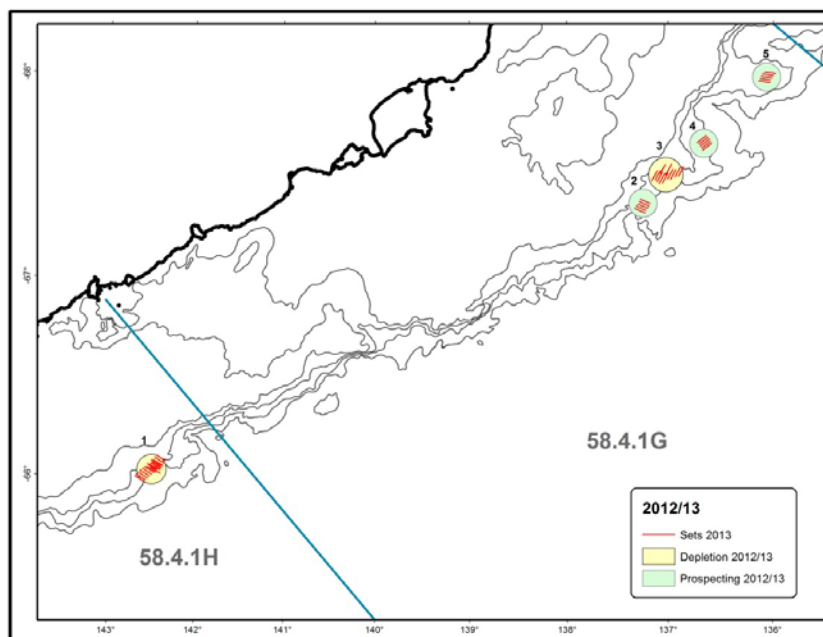 5
-68°
4
3
2
-67°
1
58.4.1G
-66°
2012/13
Sets 2013
Depletion 2012/13
Prospecting 2012/13
58.4.1H
143° 142° 141° 140° 139° 138° 137° 136°